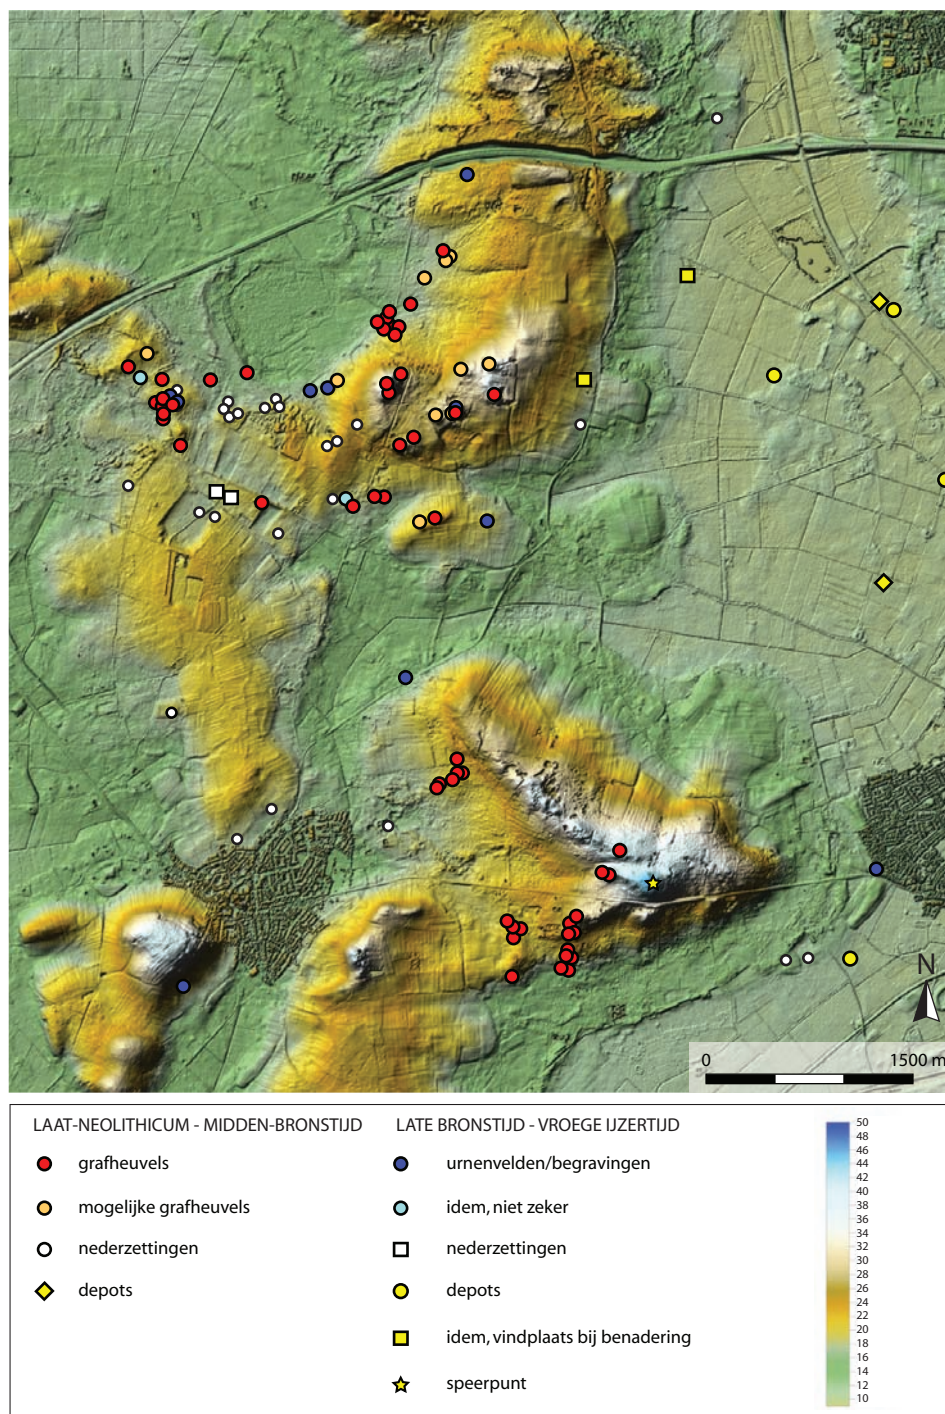 N
0 1500 m
LAAT-NEOLITHICUM - MIDDEN-BRONSTIJD
grafheuvels
mogelijke grafheuvels
nederzettingen
depots
LATE BRONSTIJD - VROEGE IJZERTIJD
urnenvelden/begravingen
idem, niet zeker
nederzettingen
depots
idem, vindplaats bij benadering
speerpunt
50
48
46
44
42
40
38
36
34
32
30
28
26
24
22
20
18
16
14
12
10